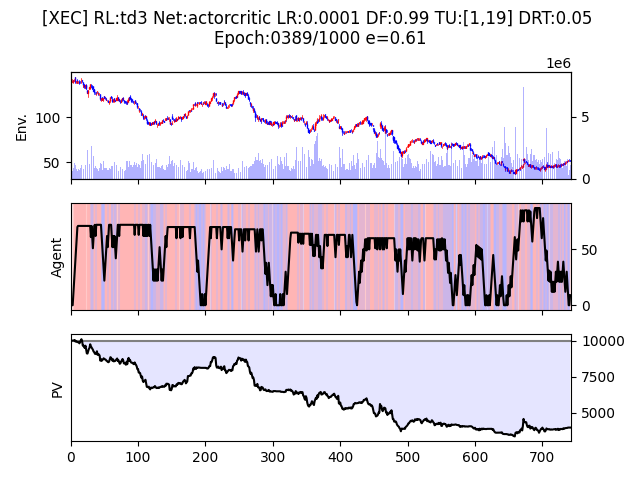 [XEC] RL:td3 Net:actorcritic LR:0.0001 DF:0.99 TU:[1,19] DRT:0.05
Epoch:0389/1000 e=0.61
1e6
Env.
100
50
5
0
Agent
50
0
PV
10000
7500
5000
0 100 200 300 400 500 600 700